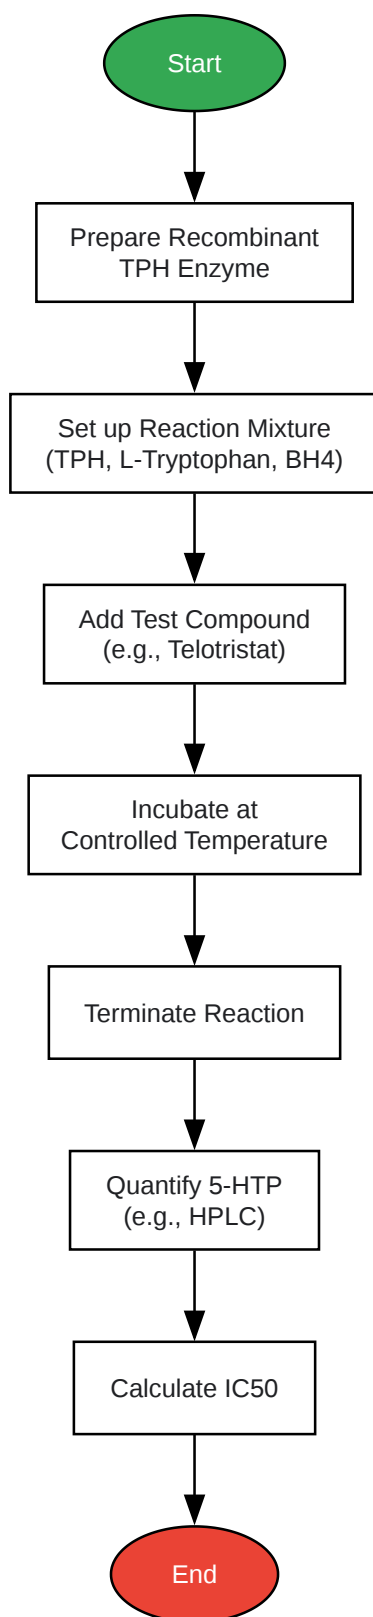 Start
Prepare Recombinant
TPH Enzyme
Set up Reaction Mixture
(TPH, L-Tryptophan, BH4)
Add Test Compound
(e.g., Telotristat)
Incubate at
Controlled Temperature
Terminate Reaction
Quantify 5-HTP
(e.g., HPLC)
Calculate IC50
End